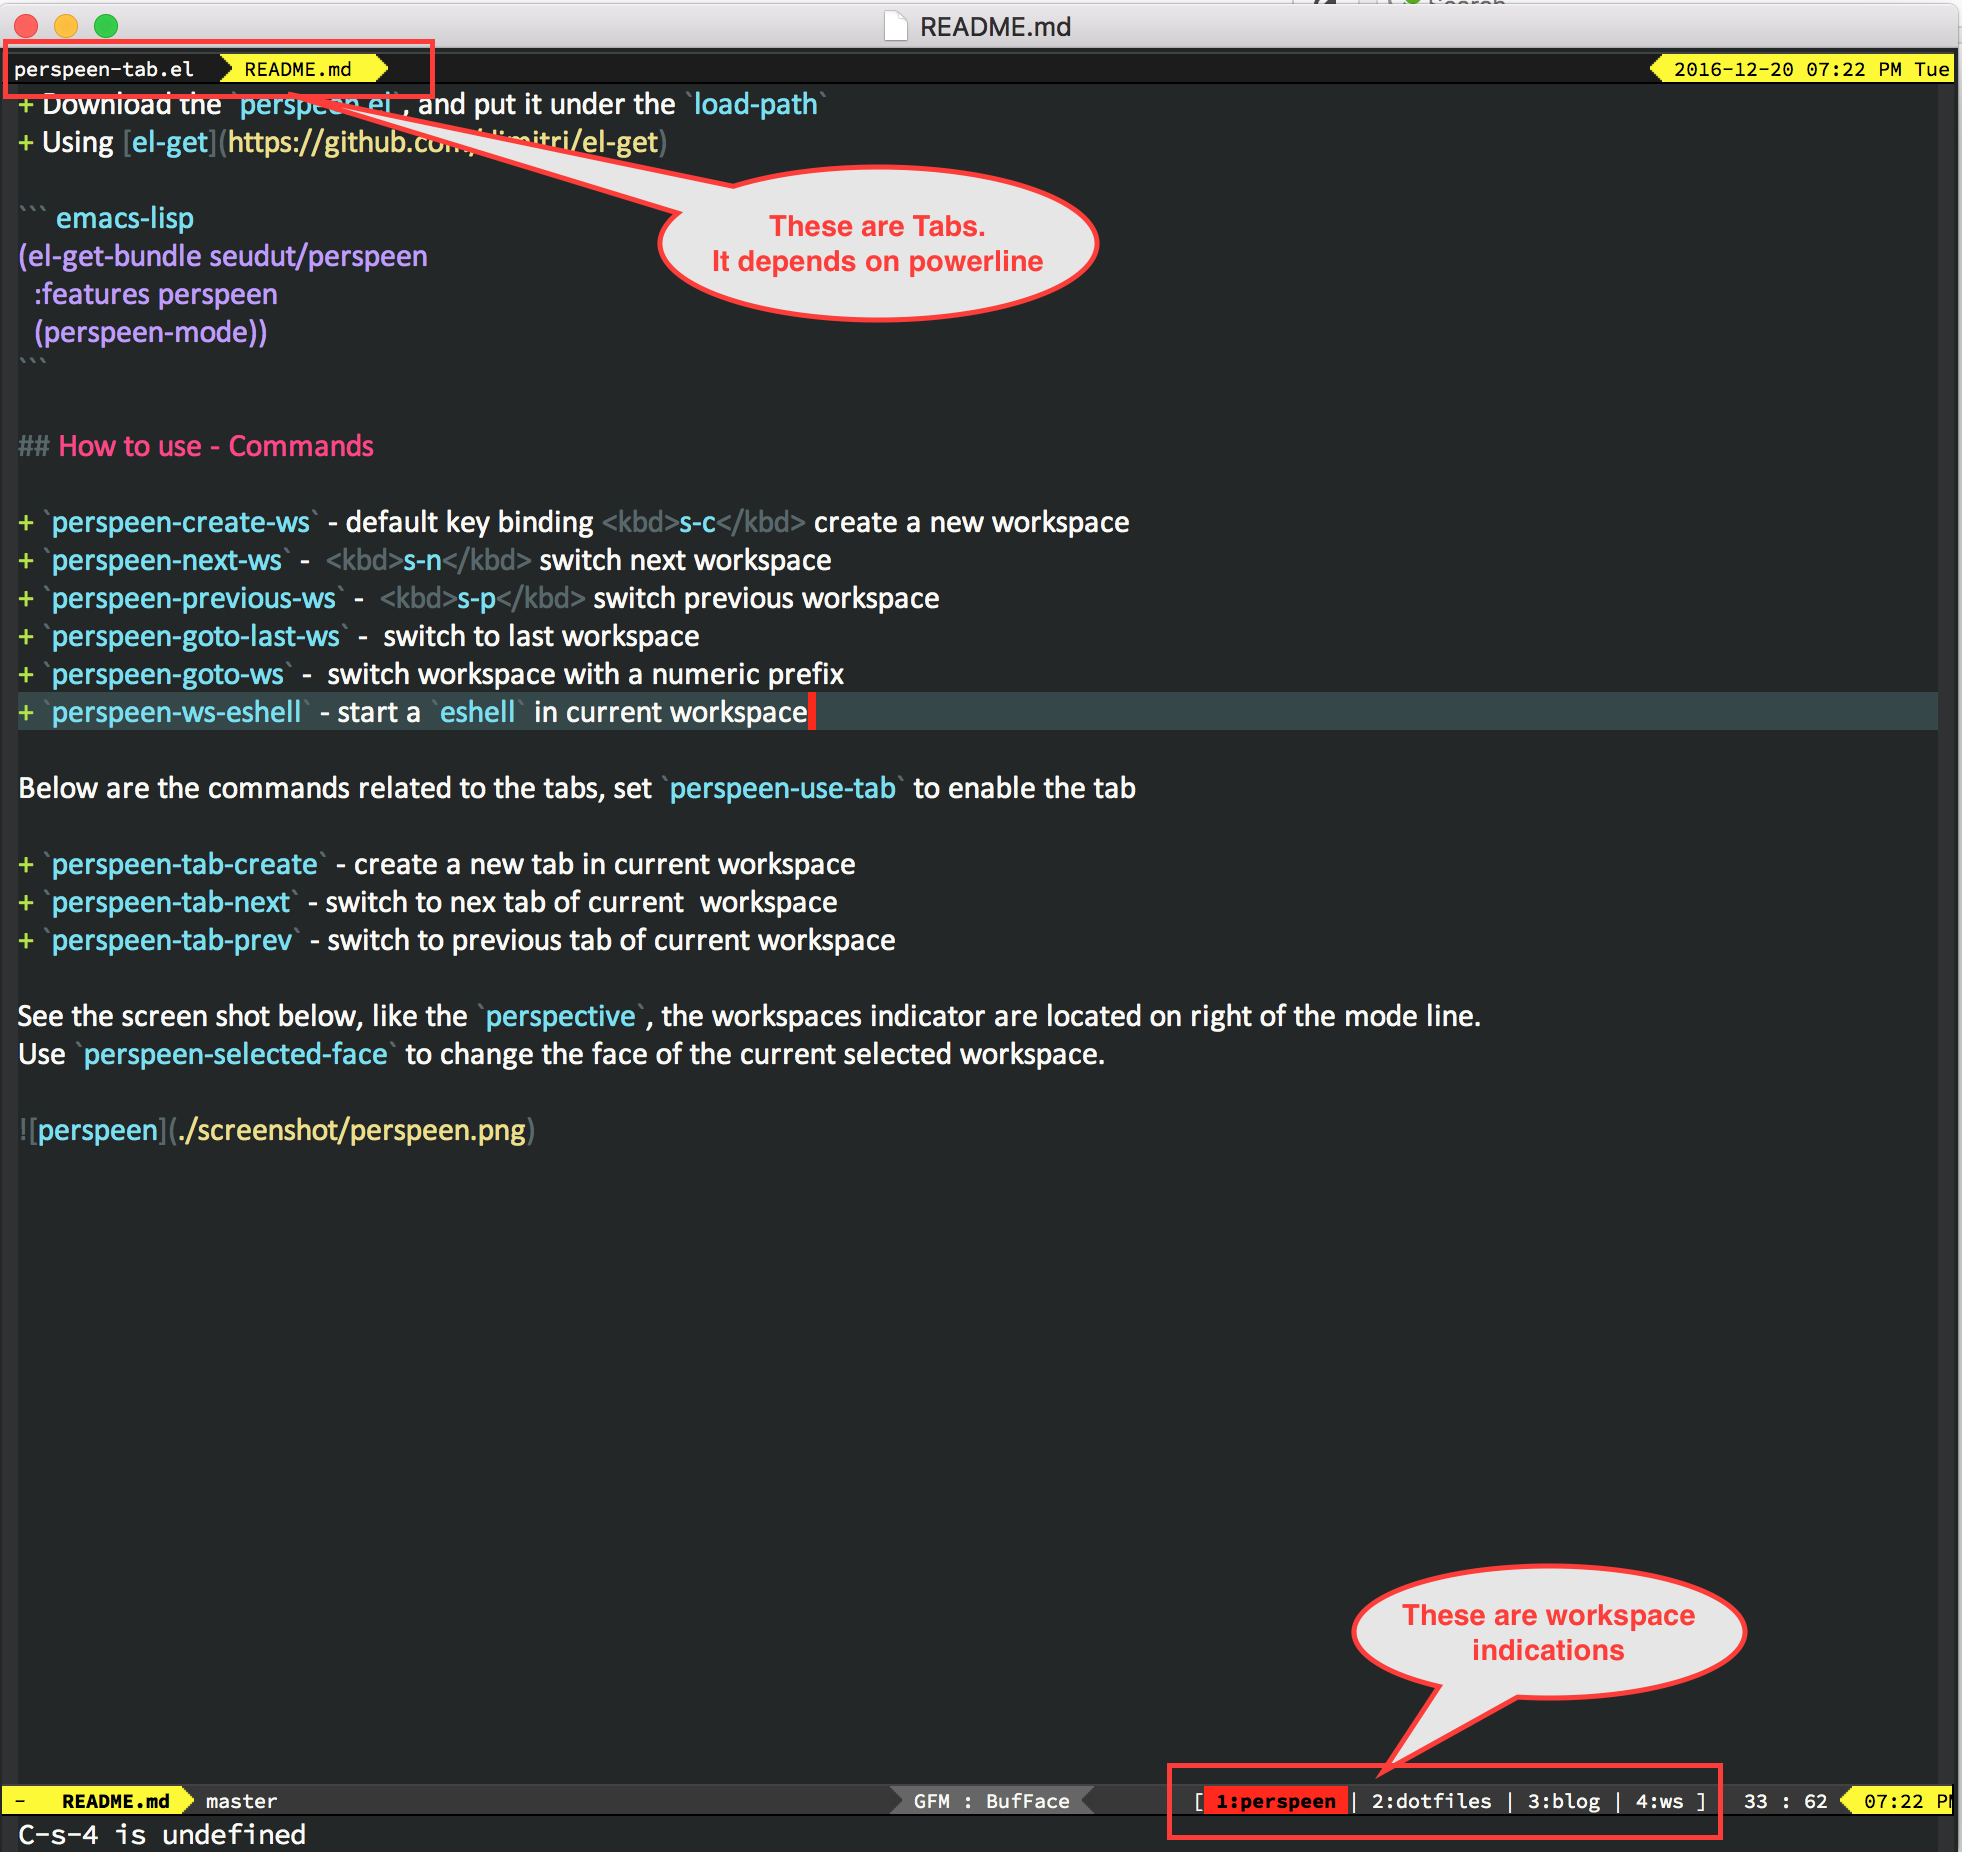 README.md
perspeen-tab.el README.md 2016-12-20 07:22 PM Tue
+ Download the `perspeen.el`, and put it under the `load-path`
+ Using [el-get](https://github.com/dimitri/el-get)
These are Tabs.
It depends on powerline
``` emacs-lisp
(el-get-bundle seudut/perspeen
:features perspeen
(perspeen-mode))
```
## How to use - Commands
+ `perspeen-create-ws` - default key binding <kbd>s-c</kbd> create a new workspace
+ `perspeen-next-ws` - <kbd>s-n</kbd> switch next workspace
+ `perspeen-previous-ws` - <kbd>s-p</kbd> switch previous workspace
+ `perspeen-goto-last-ws` - switch to last workspace
+ `perspeen-goto-ws` - switch workspace with a numeric prefix
+ `perspeen-ws-eshell` - start a `eshell` in current workspace
Below are the commands related to the tabs, set `perspeen-use-tab` to enable the tab
+ `perspeen-tab-create` - create a new tab in current workspace
+ `perspeen-tab-next` - switch to nex tab of current workspace
+ `perspeen-tab-prev` - switch to previous tab of current workspace
See the screen shot below, like the `perspective`, the workspaces indicator are located on right of the mode line.
Use `perspeen-selected-face` to change the face of the current selected workspace.
![perspeen](./screenshot/perspeen.png)
These are workspace
indications
- README.md master GFM : BufFace [ 1:perspeen | 2:dotfiles | 3:blog | 4:ws ] 33 : 62 07:22 PM
C-s-4 is undefined